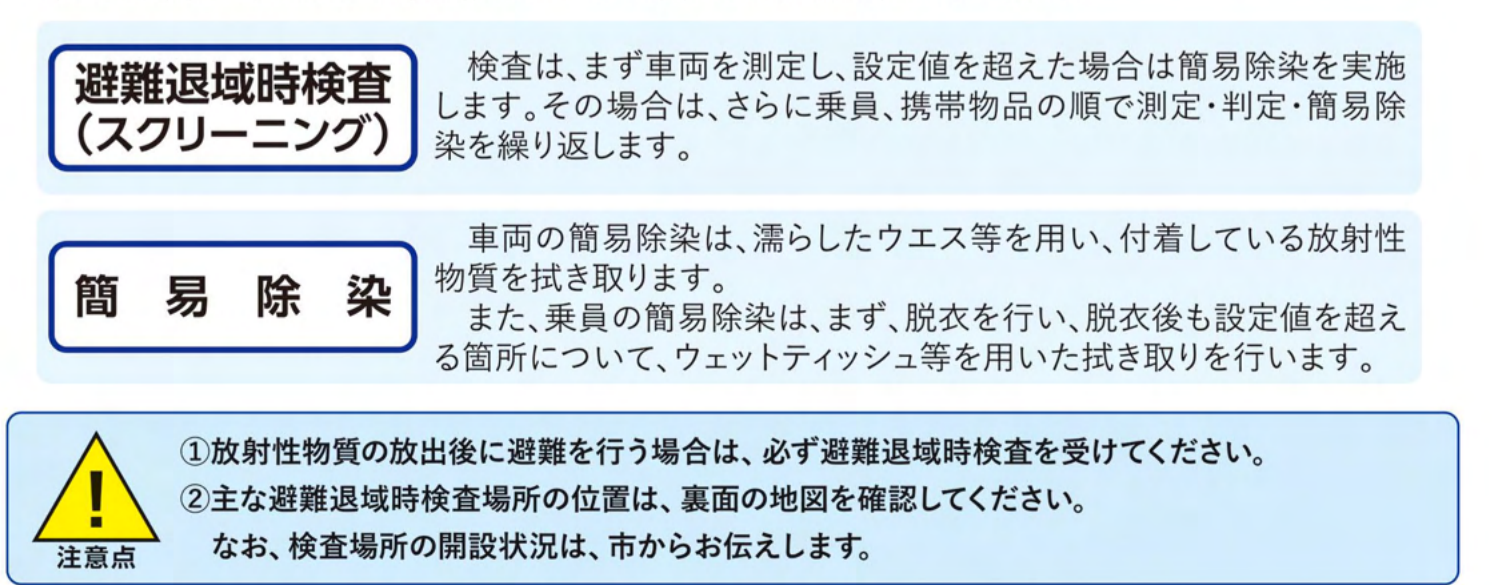 避難退域時検査
(スクリーニング)
　検査は、まず車両を測定し、設定値を超えた場合は簡易除染を実施
します。その場合は、さらに乗員、携帯物品の順で測定・判定・簡易除
染を繰り返します。
簡　易　除　染
　車両の簡易除染は、濡らしたウエス等を用い、付着している放射性
物質を拭き取ります。
　また、乗員の簡易除染は、まず、脱衣を行い、脱衣後も設定値を超え
る箇所について、ウェットティッシュ等を用いた拭き取りを行います。
!
注意点
①放射性物質の放出後に避難を行う場合は、必ず避難退域時検査を受けてください。
②主な避難退域時検査場所の位置は、裏面の地図を確認してください。
　なお、検査場所の開設状況は、市からお伝えします。